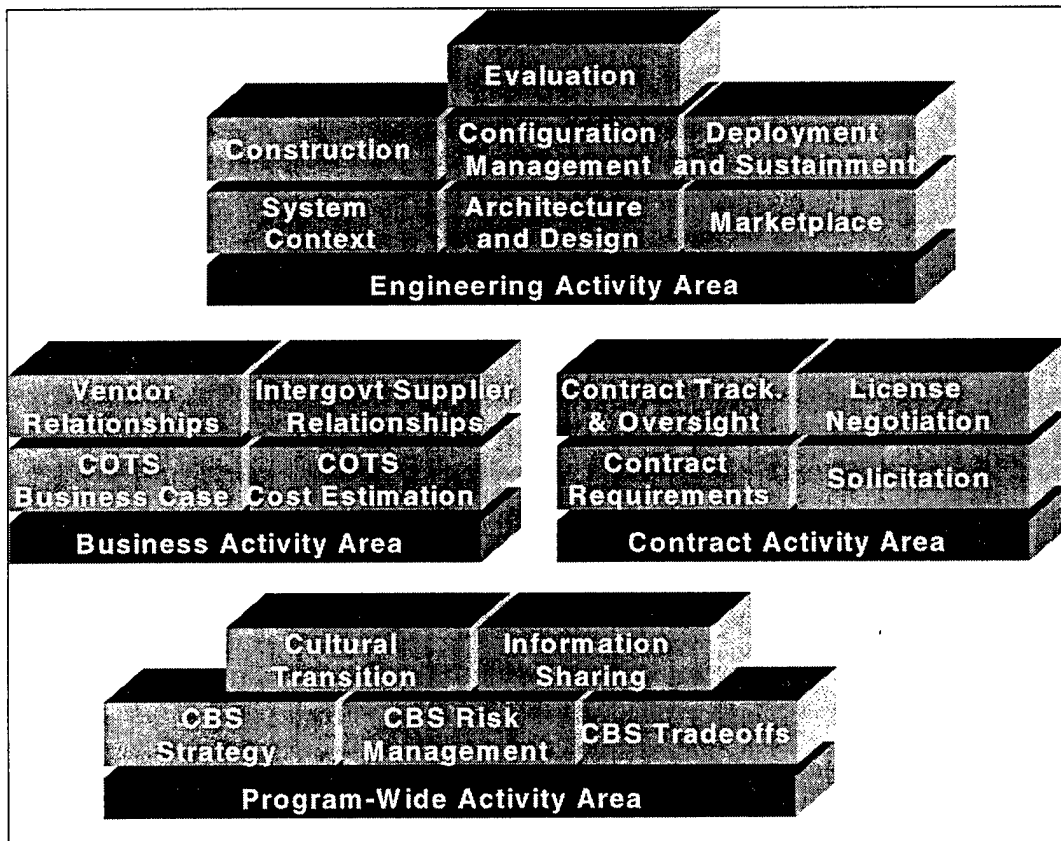 Evaluation
Construction
Configuration
Management
Deployment
and Sustainment
System
Context
Architecture
and Design
Marketplace
Engineering Activity Area
Vendor
Relationships
Intergovt Supplier
Relationships
Contract Track.
& Oversight
License
Negotiation
COTS
Business Case
COTS
Cost Estimation
Contract
Requirements
Solicitation
Business Activity Area
Contract Activity Area
Cultural
Transition
Information
Sharing
CBS
Strategy
CBS Risk
Management
CBS Tradeoffs
Program-Wide Activity Area